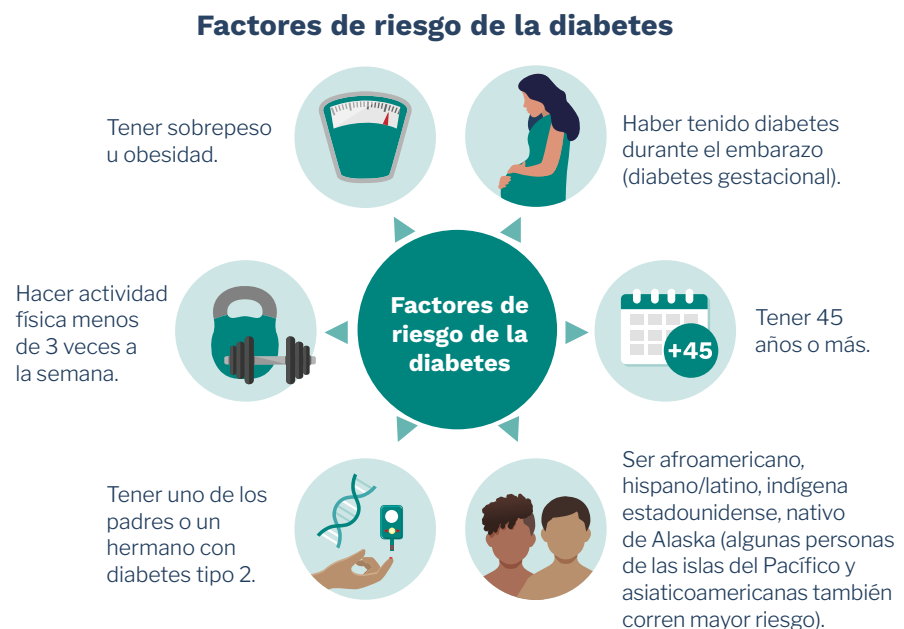 Factores de riesgo de la diabetes
Tener sobrepeso
u obesidad.
Haber tenido diabetes
durante el embarazo
(diabetes gestacional).
Hacer actividad
física menos
de 3 veces a
la semana.
Factores de
riesgo de la
diabetes
+45
Tener 45
años o más.
Tener uno de los
padres o un
hermano con
diabetes tipo 2.
Ser afroamericano,
hispano/latino, indígena
estadounidense, nativo
de Alaska (algunas personas
de las islas del Pacífico y
asiaticoamericanas también
corren mayor riesgo).